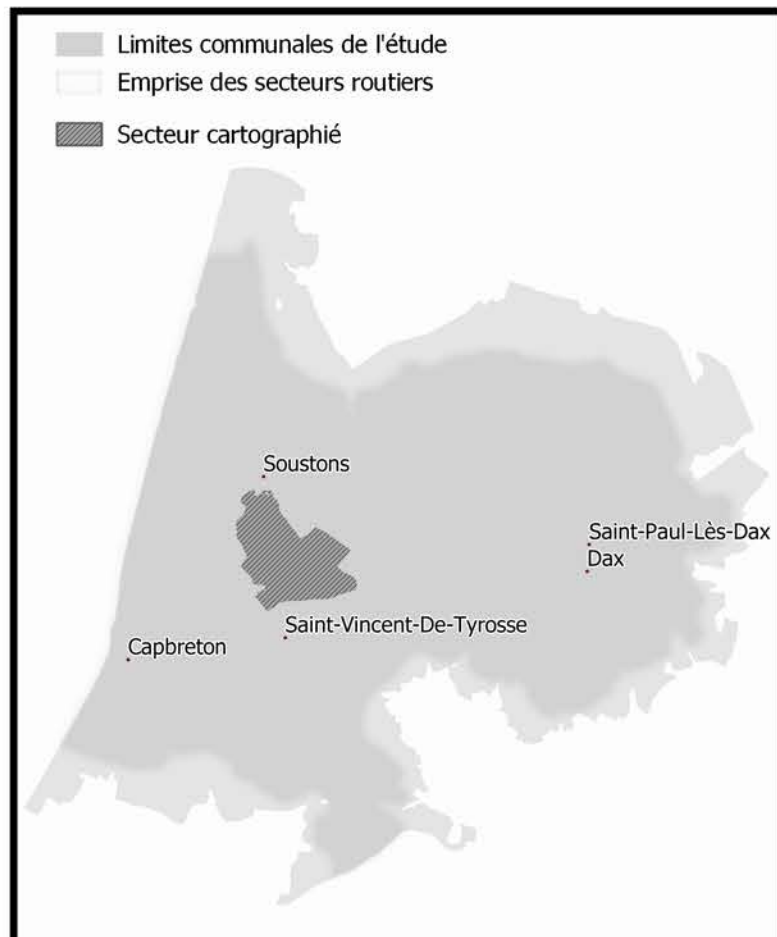 Limites communales de l'étude
Emprise des secteurs routiers
Secteur cartographié
Soustons
Saint-Paul-Lès-Dax
Dax
Saint-Vincent-De-Tyrosse
Capbreton